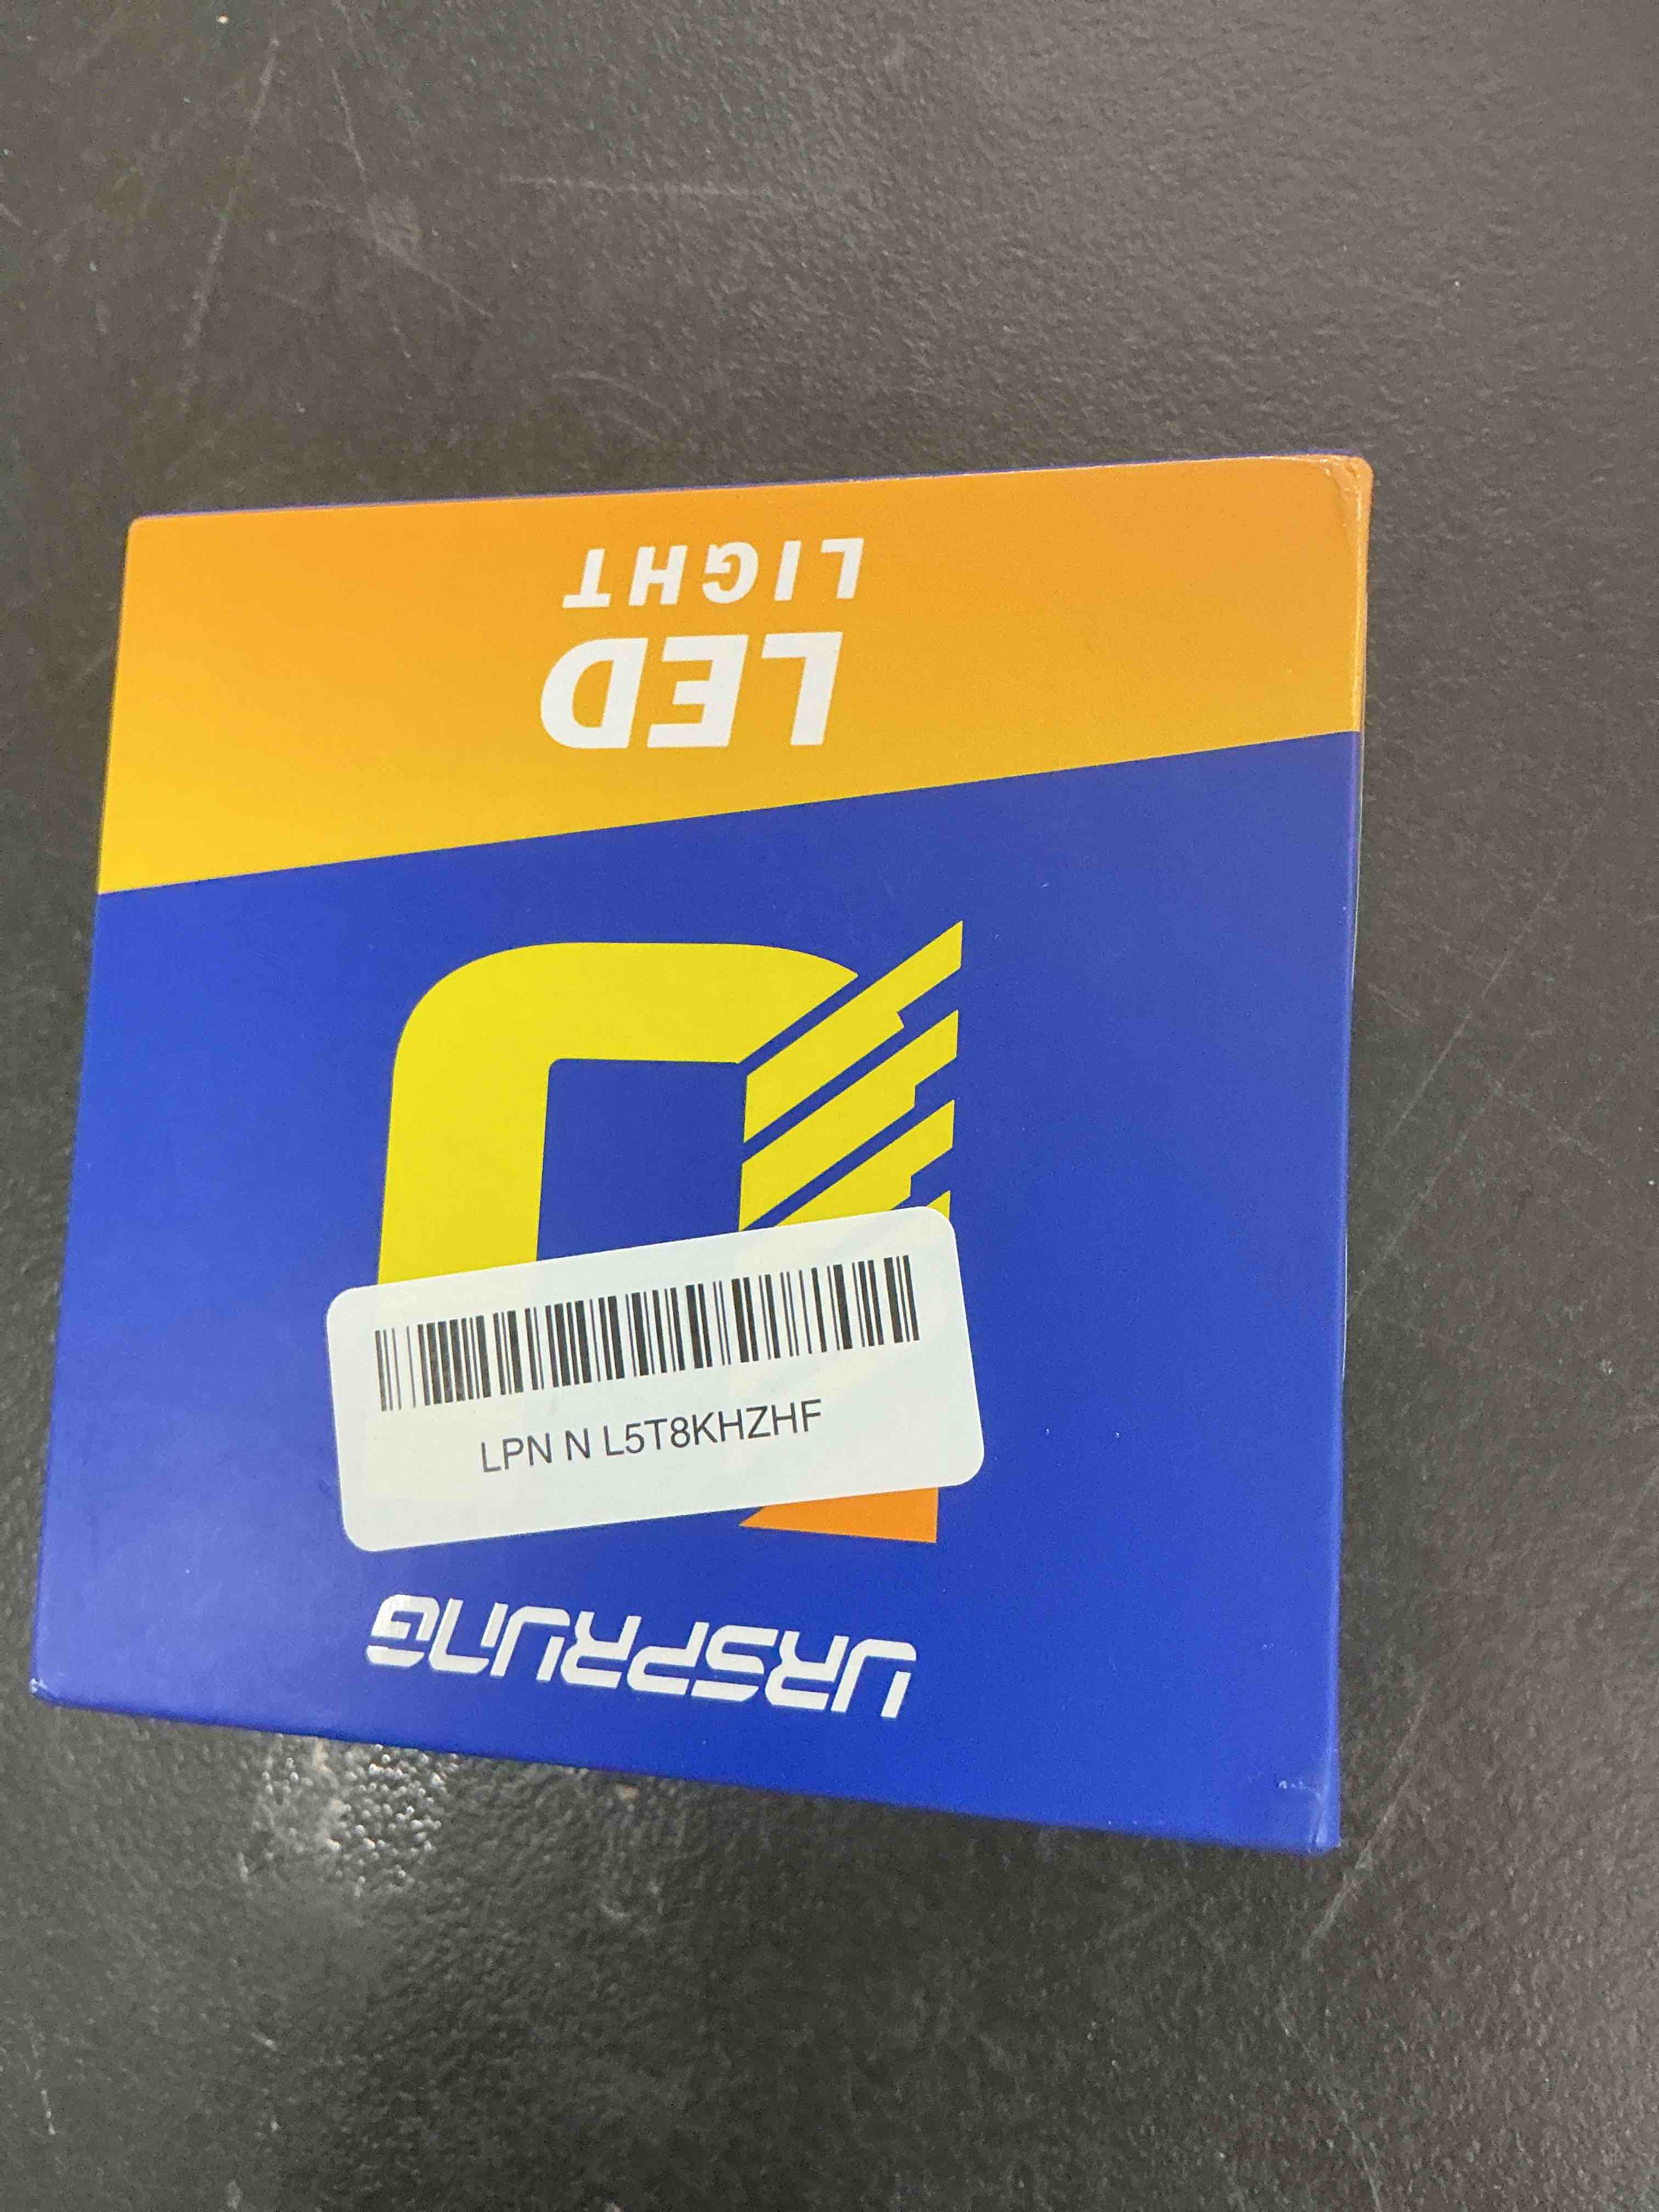 LED
LIGHT
URSPRUNG
LPN N L5T8KHZHF